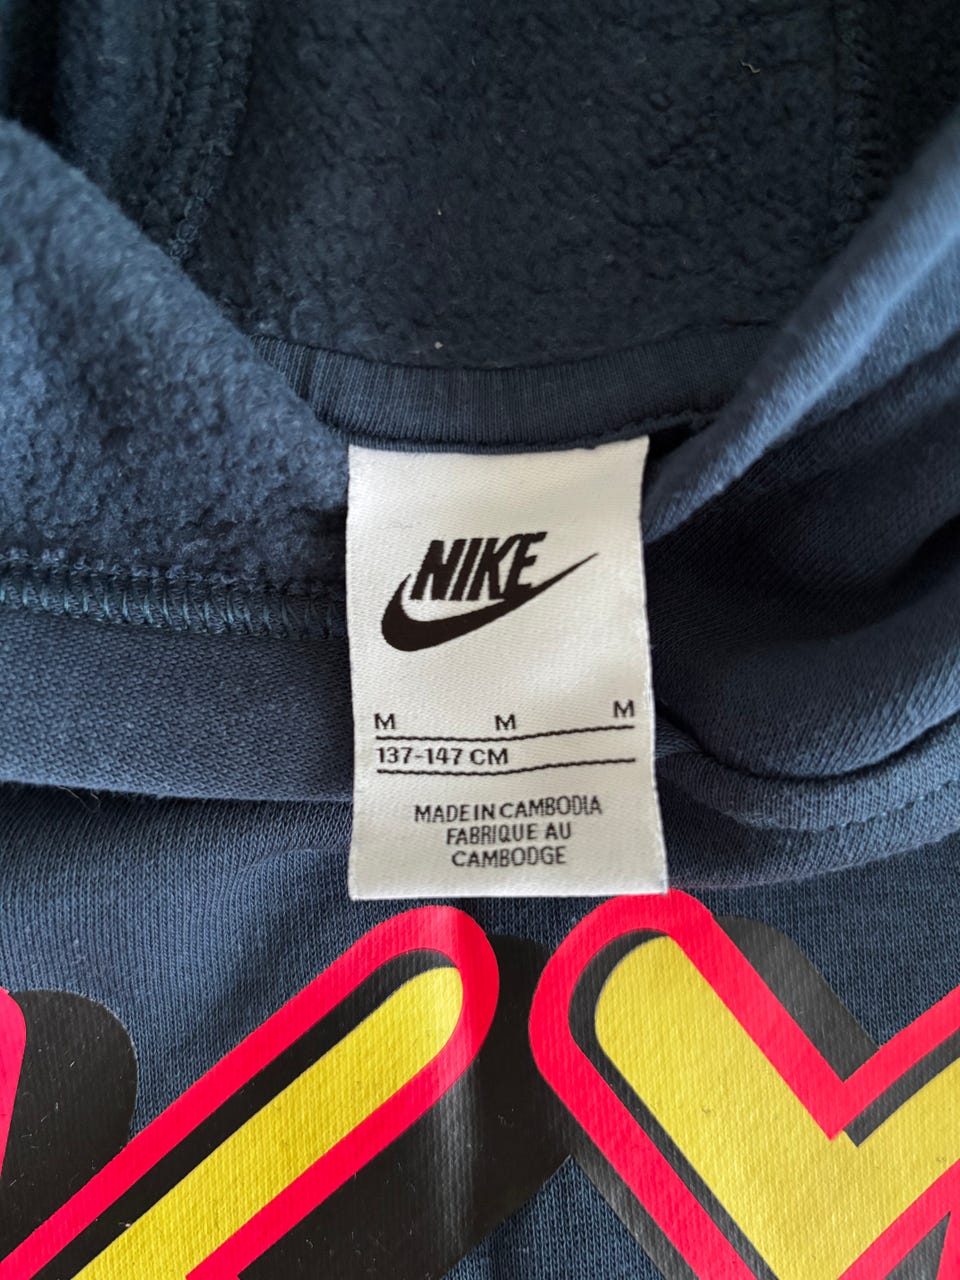 NIKE
M M M
137-147 CM
MADE IN CAMBODIA
FABRIQUE AU
CAMBODGE